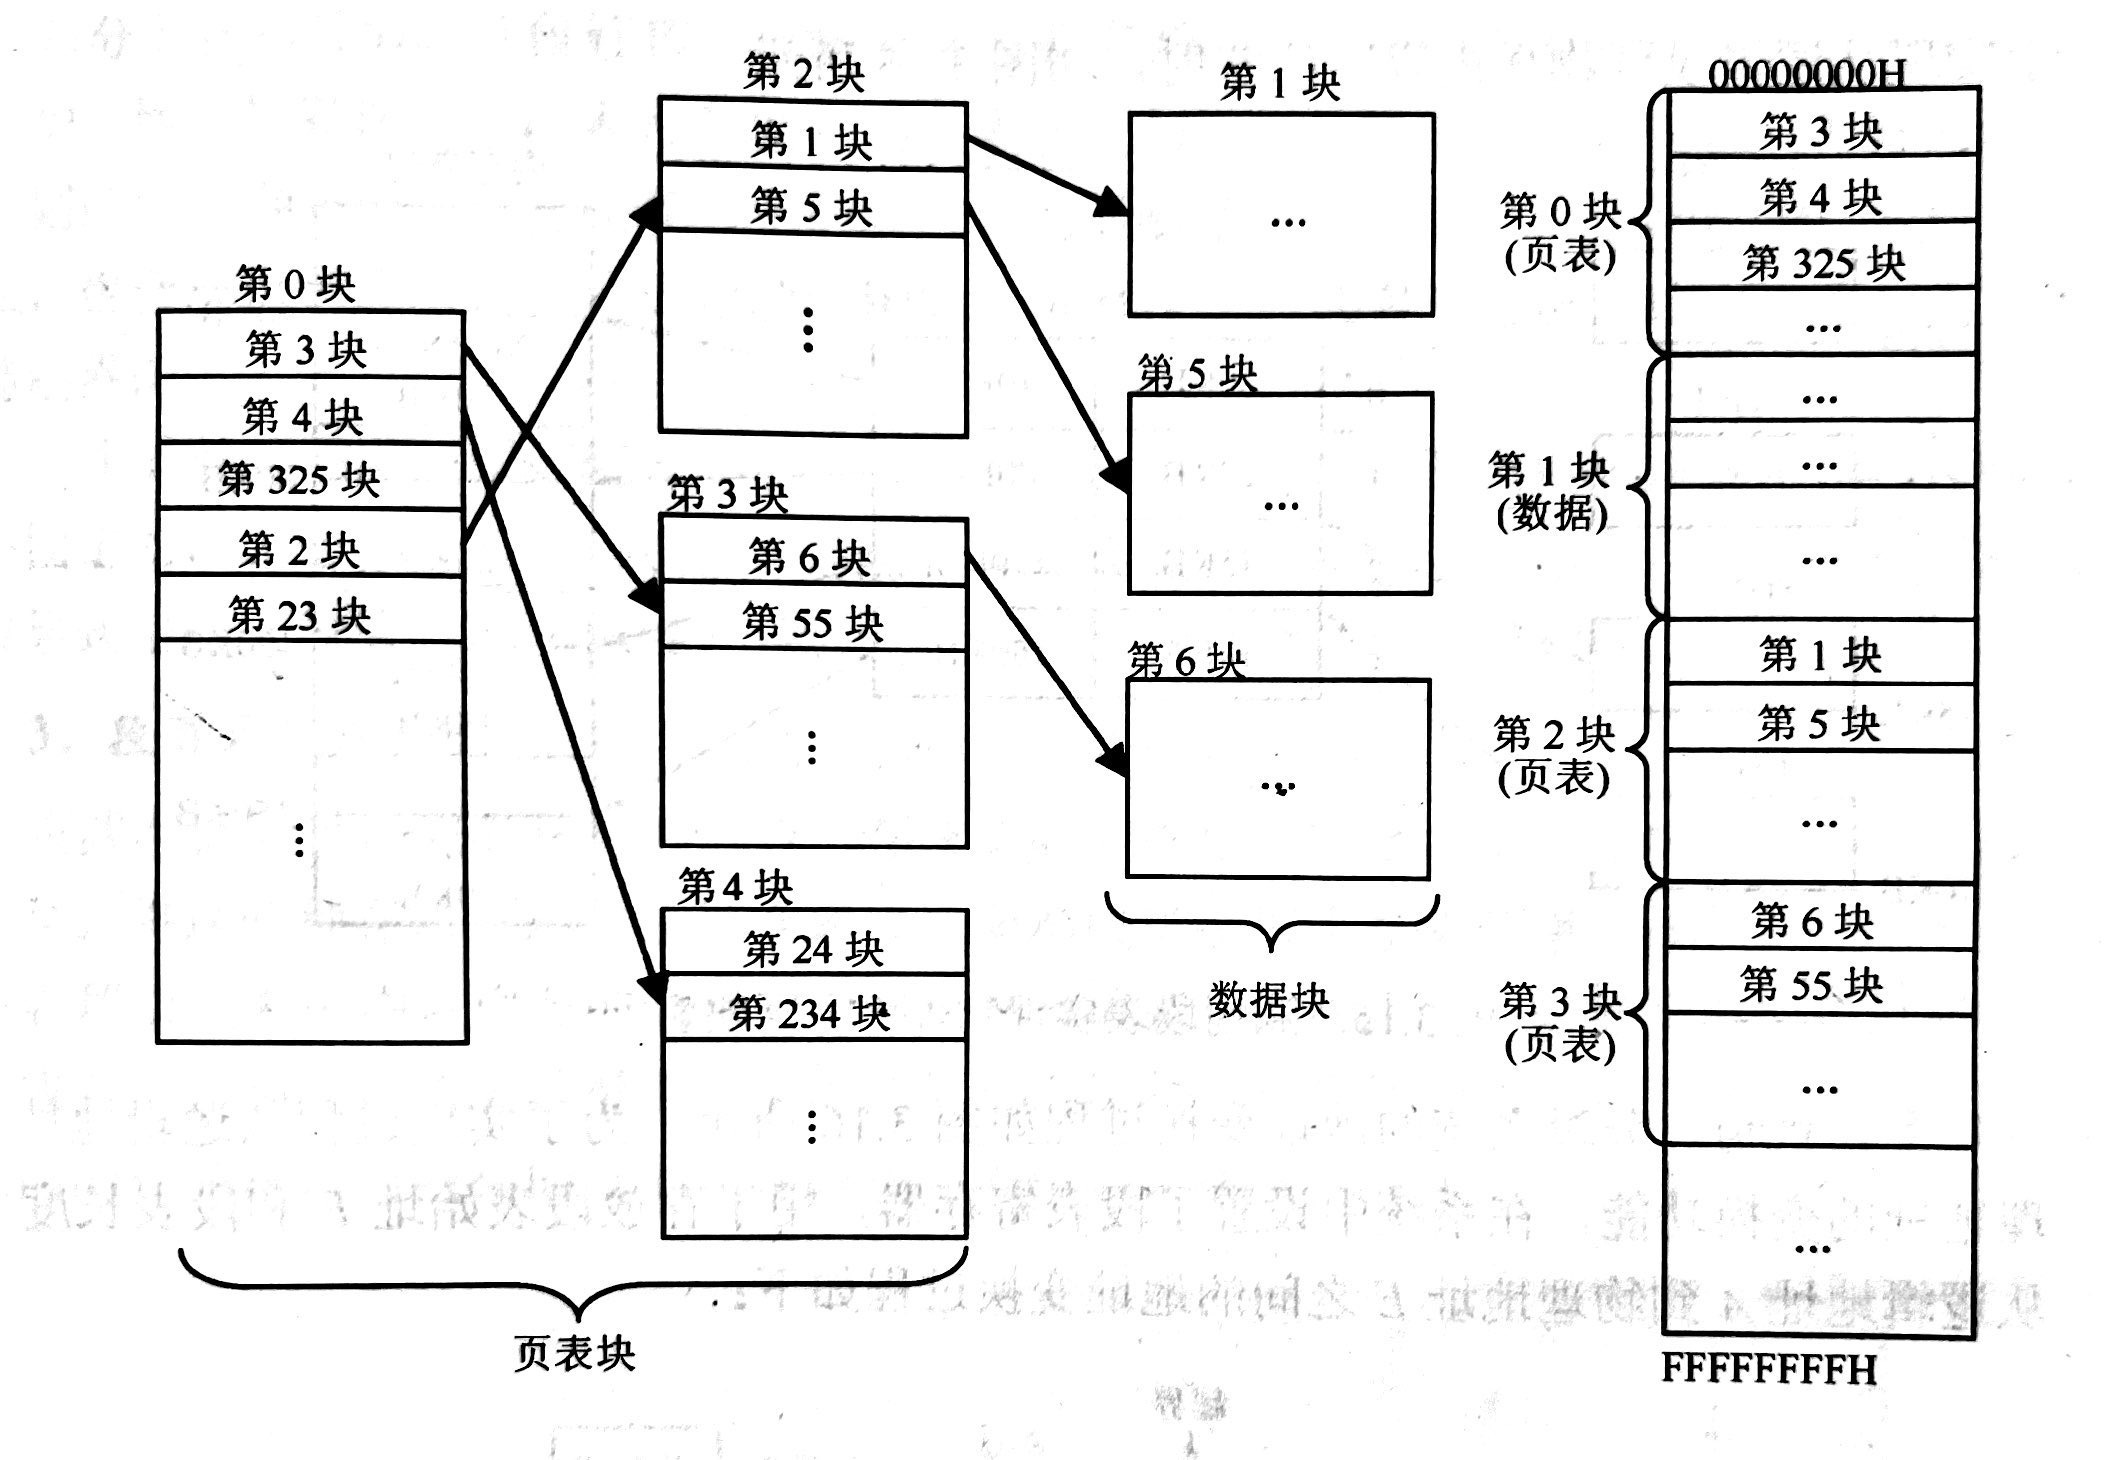 第 0 块
第 3 块
第 4 块
第 325 块
第 2 块
第 23 块
⋮
第 2 块
第 1 块
第 5 块
⋮
第 3 块
第 6 块
第 55 块
⋮
第 4 块
第 24 块
第 234 块
⋮
页表块
第 1 块
...
第 5 块
...
第 6 块
...
数据块
00000000H
第 0 块
(页表)
第 3 块
第 4 块
第 325 块
...
第 1 块
(数据)
...
...
...
第 2 块
(页表)
第 1 块
第 5 块
...
第 3 块
(页表)
第 6 块
第 55 块
...
...
FFFFFFFFH